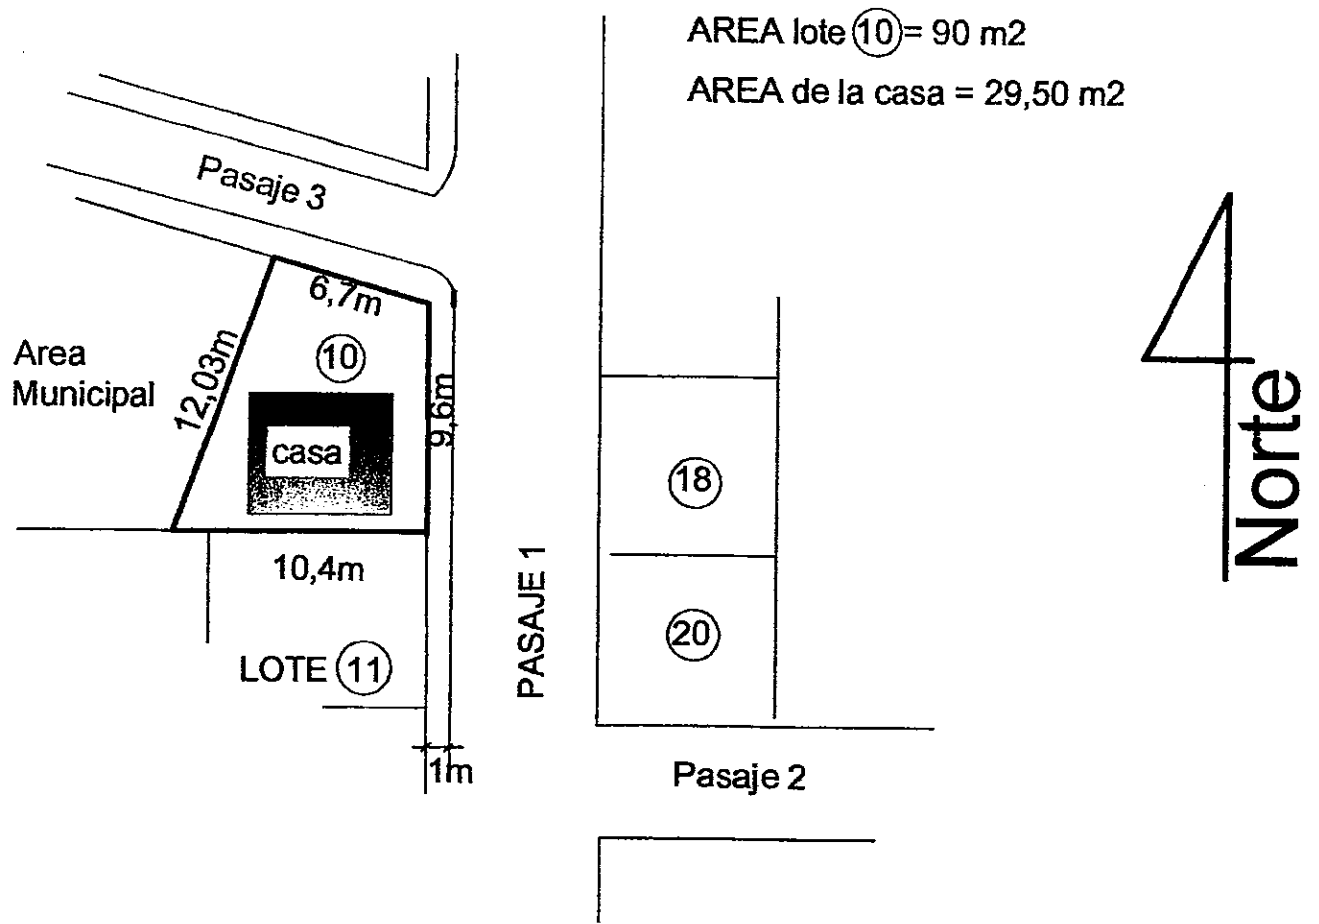 AREA lote 10 = 90 m2
AREA de la casa = 29,50 m2
Pasaje 3
6,7m
10
Area
Municipal
12,03m
9,6m
casa
10,4m
LOTE 11
1m
PASAJE 1
18
20
Pasaje 2
Norte